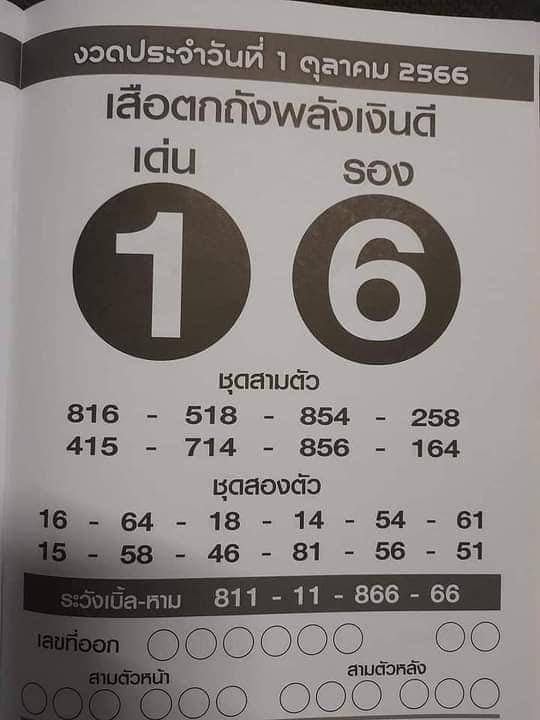 งวดประจำวันที่ 1 ตุลาคม 2566
เสือตกถังพลังเงินดี
เด่น รอง
1 6
ชุดสามตัว
816 - 518 - 854 - 258
415 - 714 - 856 - 164
ชุดสองตัว
16 - 64 - 18 - 14 - 54 - 61
15 - 58 - 46 - 81 - 56 - 51
ระวังเบิ้ล-หาม 811 - 11 - 866 - 66
เลขที่ออก
สามตัวหน้า สามตัวหลัง